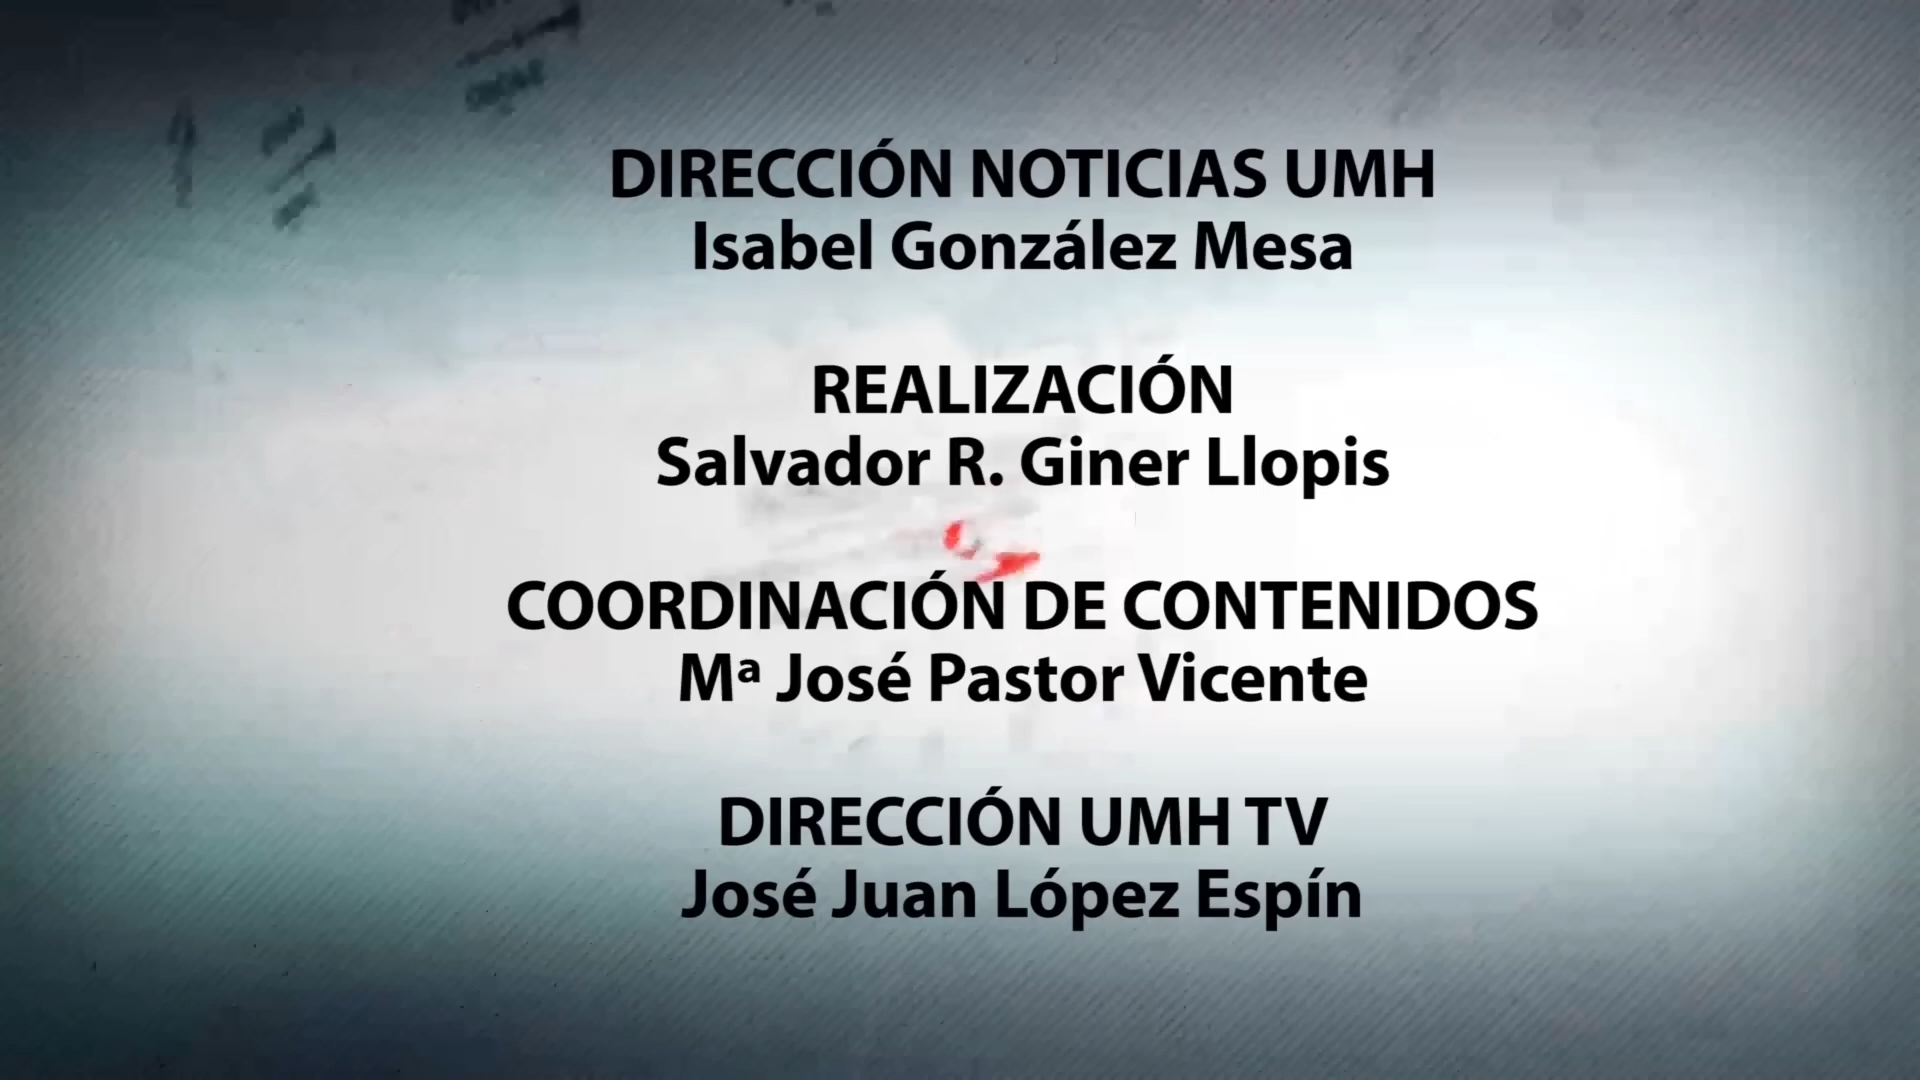 DIRECCIÓN NOTICIAS UMH
Isabel González Mesa
REALIZACIÓN
Salvador R. Giner Llopis
COORDINACIÓN DE CONTENIDOS
Mª José Pastor Vicente
DIRECCIÓN UMH TV
José Juan López Espín